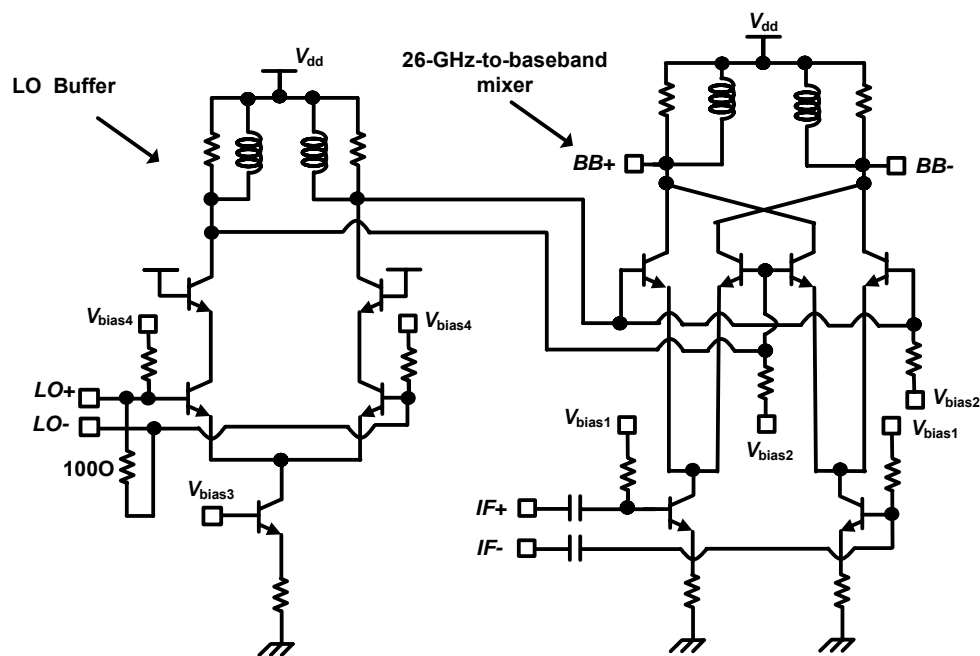 LO Buffer
Vdd
26-GHz-to-baseband
mixer
Vdd
BB+
BB-
Vbias4
Vbias4
LO+
LO-
100O
Vbias3
Vbias1
Vbias2
Vbias2
Vbias1
IF+
IF-